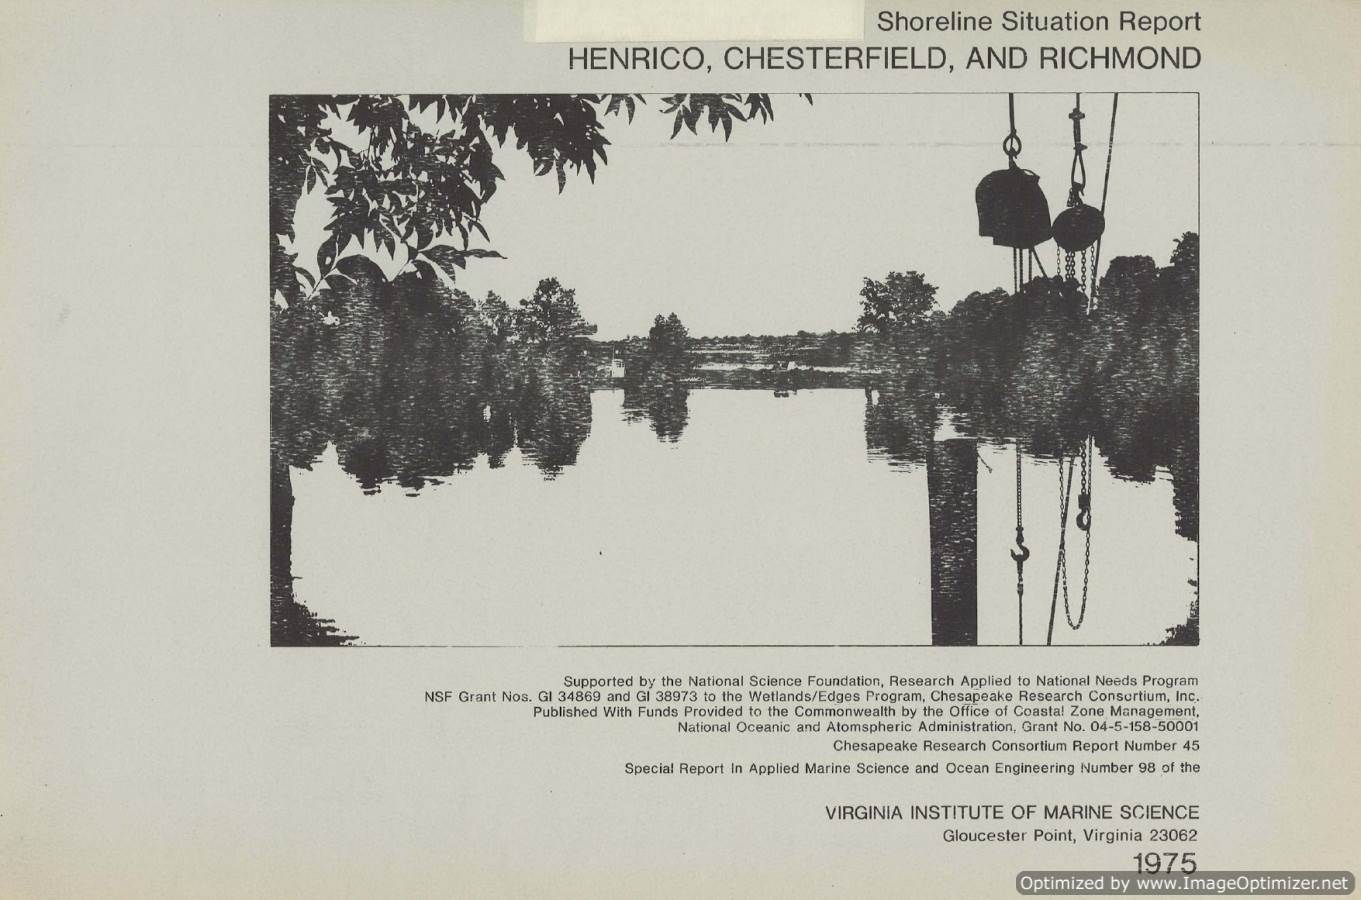 Shoreline Situation Report
HENRICO, CHESTERFIELD, AND RICHMOND
Supported by the National Science Foundation, Research Applied to National Needs Program
NSF Grant Nos. GI 34869 and GI 38973 to the Wetlands/Edges Program, Chesapeake Research Consortium, Inc.
Published With Funds Provided to the Commonwealth by the Office of Coastal Zone Management,
National Oceanic and Atomspheric Administration, Grant No. 04-5-158-50001
Chesapeake Research Consortium Report Number 45
Special Report In Applied Marine Science and Ocean Engineering Number 98 of the
VIRGINIA INSTITUTE OF MARINE SCIENCE
Gloucester Point, Virginia 23062
1975
Optimized by www.ImageOptimizer.net